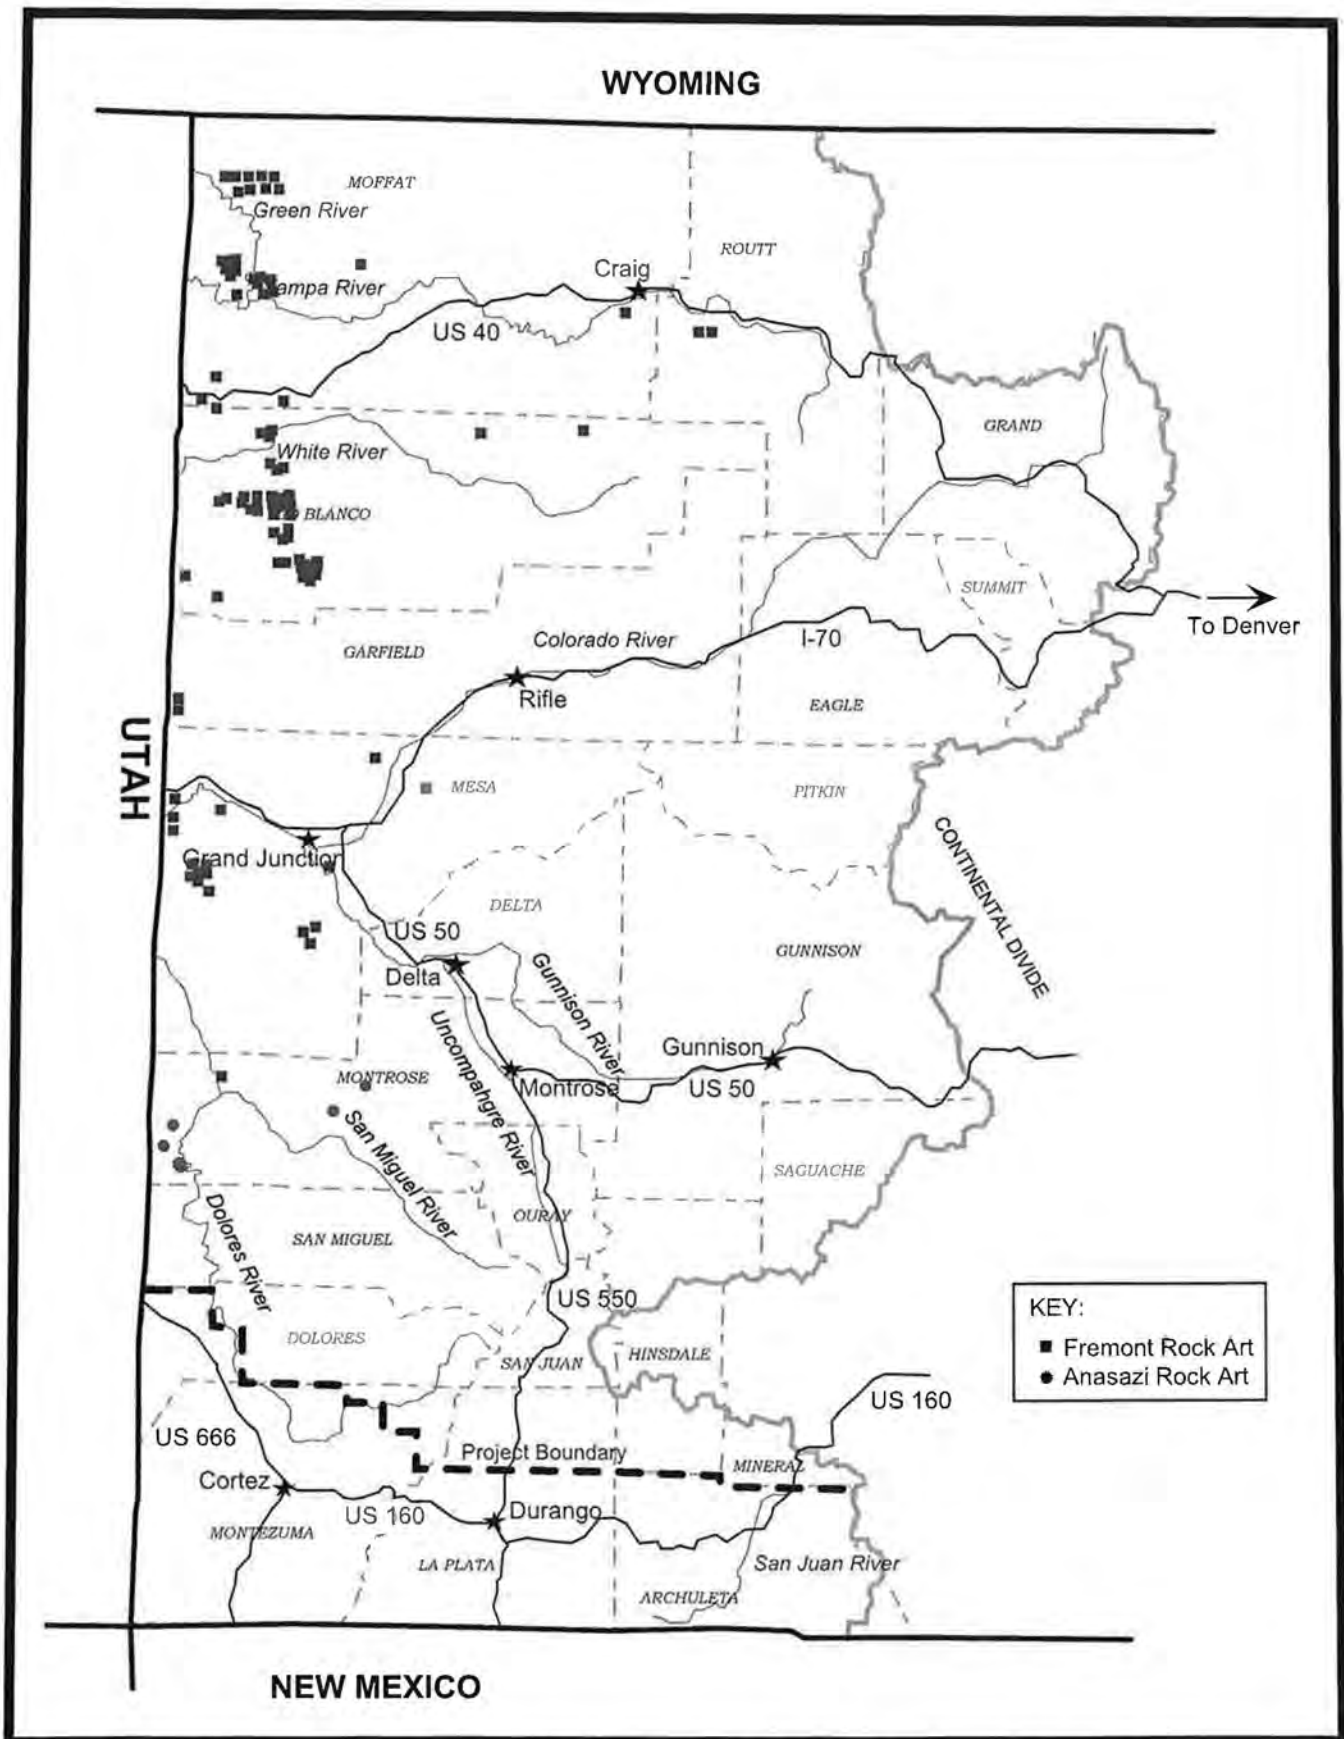 WYOMING
MOFFAT
Green River
ROUTT
Craig
ampa River
US 40
GRAND
White River
BLANCO
SUMMIT
To Denver
Colorado River
I-70
GARFIELD
Rifle
EAGLE
UTAH
MESA
PITKIN
Grand Junction
CONTINENTAL DIVIDE
DELTA
US 50
GUNNISON
Delta
Gunnison River
Uncompahgre River
Gunnison
MONTROSE
Montrose
US 50
San Miguel River
SAGUACHE
Dolores River
OURAY
SAN MIGUEL
US 550
KEY:
Fremont Rock Art
Anasazi Rock Art
DOLORES
SAN JUAN
HINSDALE
US 160
US 666
Project Boundary
MINERAL
Cortez
US 160
Durango
MONTEZUMA
LA PLATA
San Juan River
ARCHULETA
NEW MEXICO